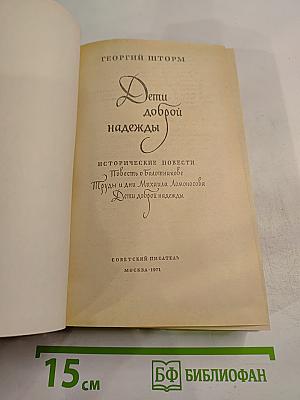 ГЕОРГИЙ ШТОРМ
Дети
доброй
надежды
ИСТОРИЧЕСКИЕ ПОВЕСТИ
Повесть о Болотникове
Труды и дни Михаила Ломоносова
Дети доброй надежды
СОВЕТСКИЙ ПИСАТЕЛЬ
МОСКВА·1971
15 см
БФ БИБЛИОФАН